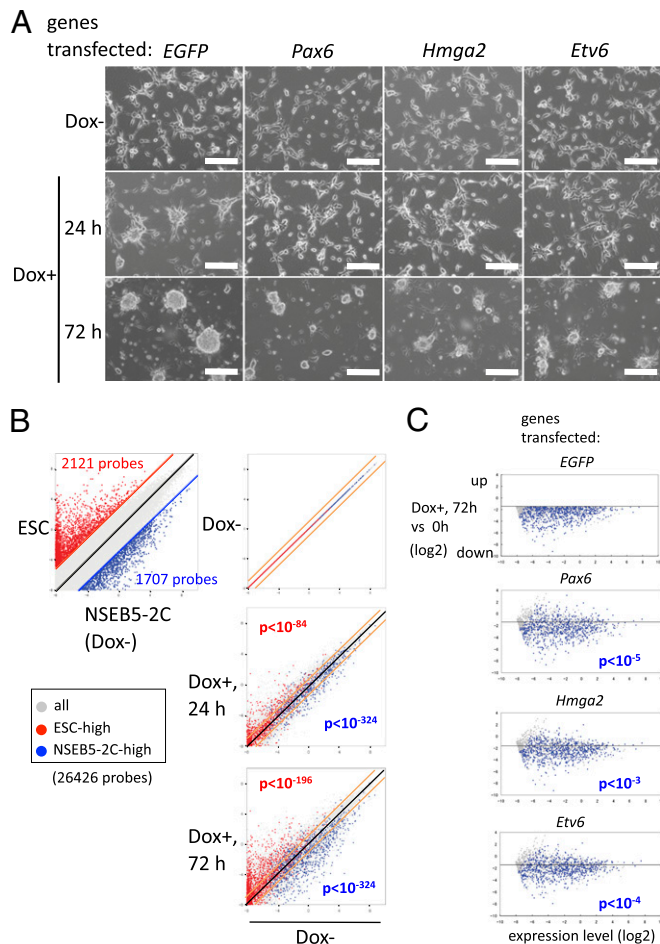 A
genes
transfected: EGFP Pax6 Hmga2 Etv6
Dox-
24 h
Dox+
72 h
B
2121 probes
ESC
1707 probes
NSEB5-2C
(Dox-)
all
ESC-high
NSEB5-2C-high
(26426 probes)
Dox-
p<10-84
Dox+,
24 h
p<10-324
p<10-196
Dox+,
72 h
p<10-324
Dox-
C
genes
transfected:
EGFP
up
Dox+, 72h
vs 0h
(log2)
down
Pax6
p<10-5
Hmga2
p<10-3
Etv6
p<10-4
expression level (log2)